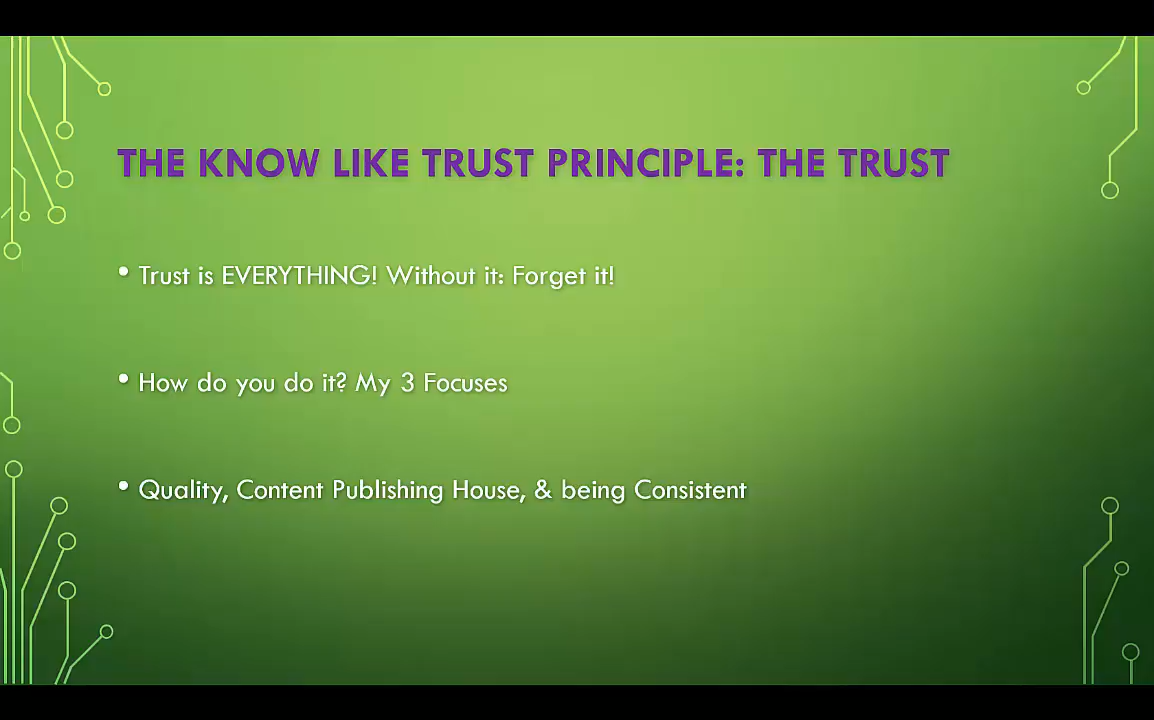 THE KNOW LIKE TRUST PRINCIPLE: THE TRUST
• Trust is EVERYTHING! Without it: Forget it!
• How do you do it? My 3 Focuses
• Quality, Content Publishing House, & being Consistent